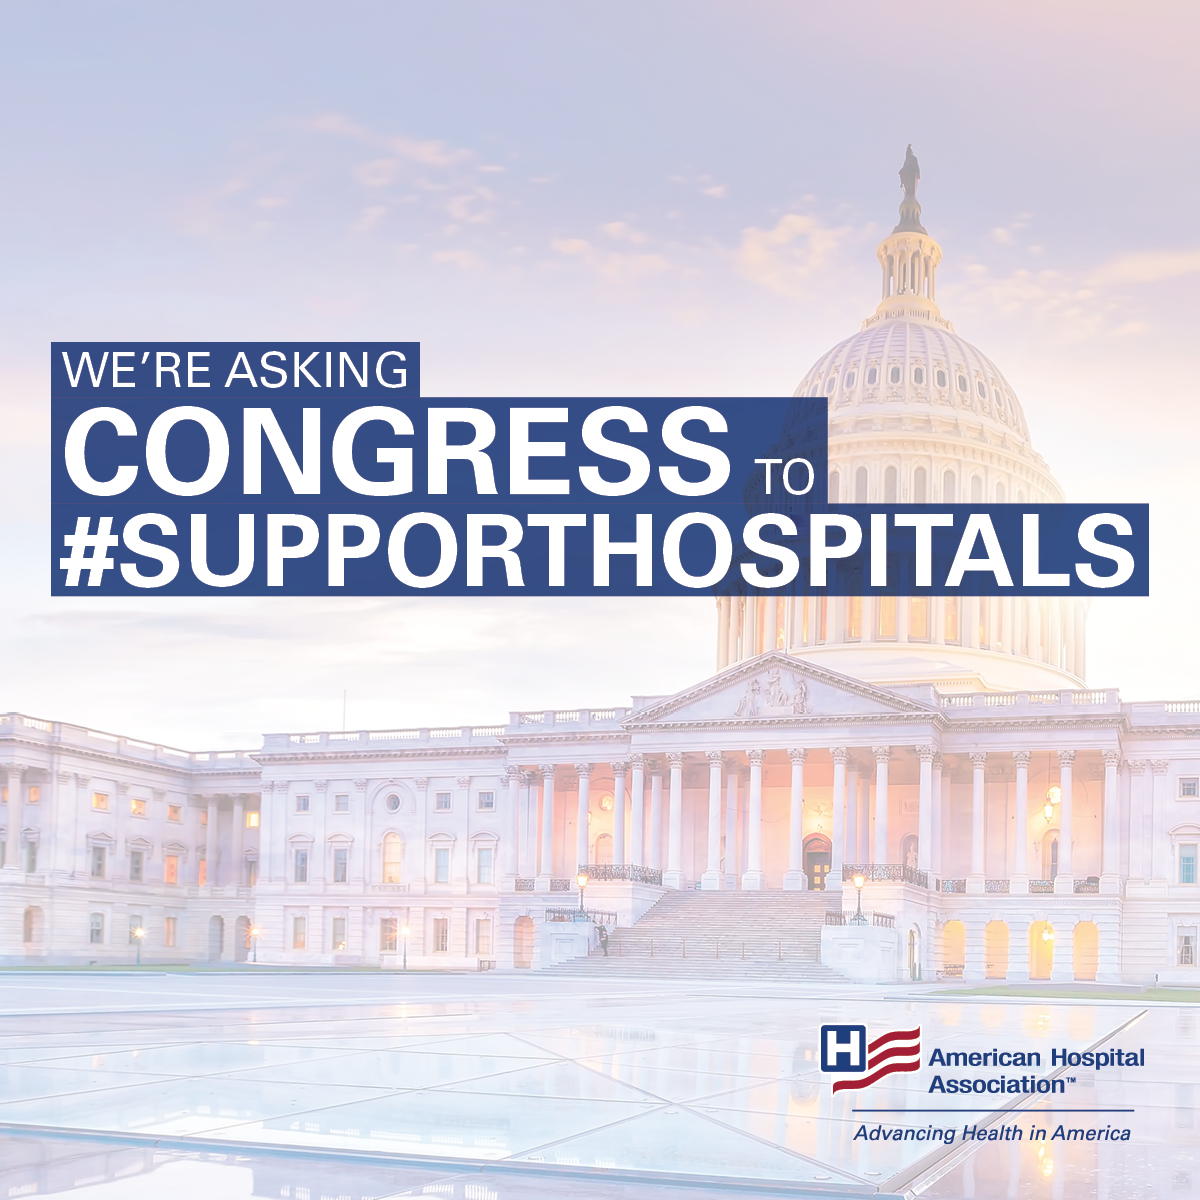 WE’RE ASKING
CONGRESS TO
#SUPPORTHOSPITALS
H
American Hospital
Association™
Advancing Health in America